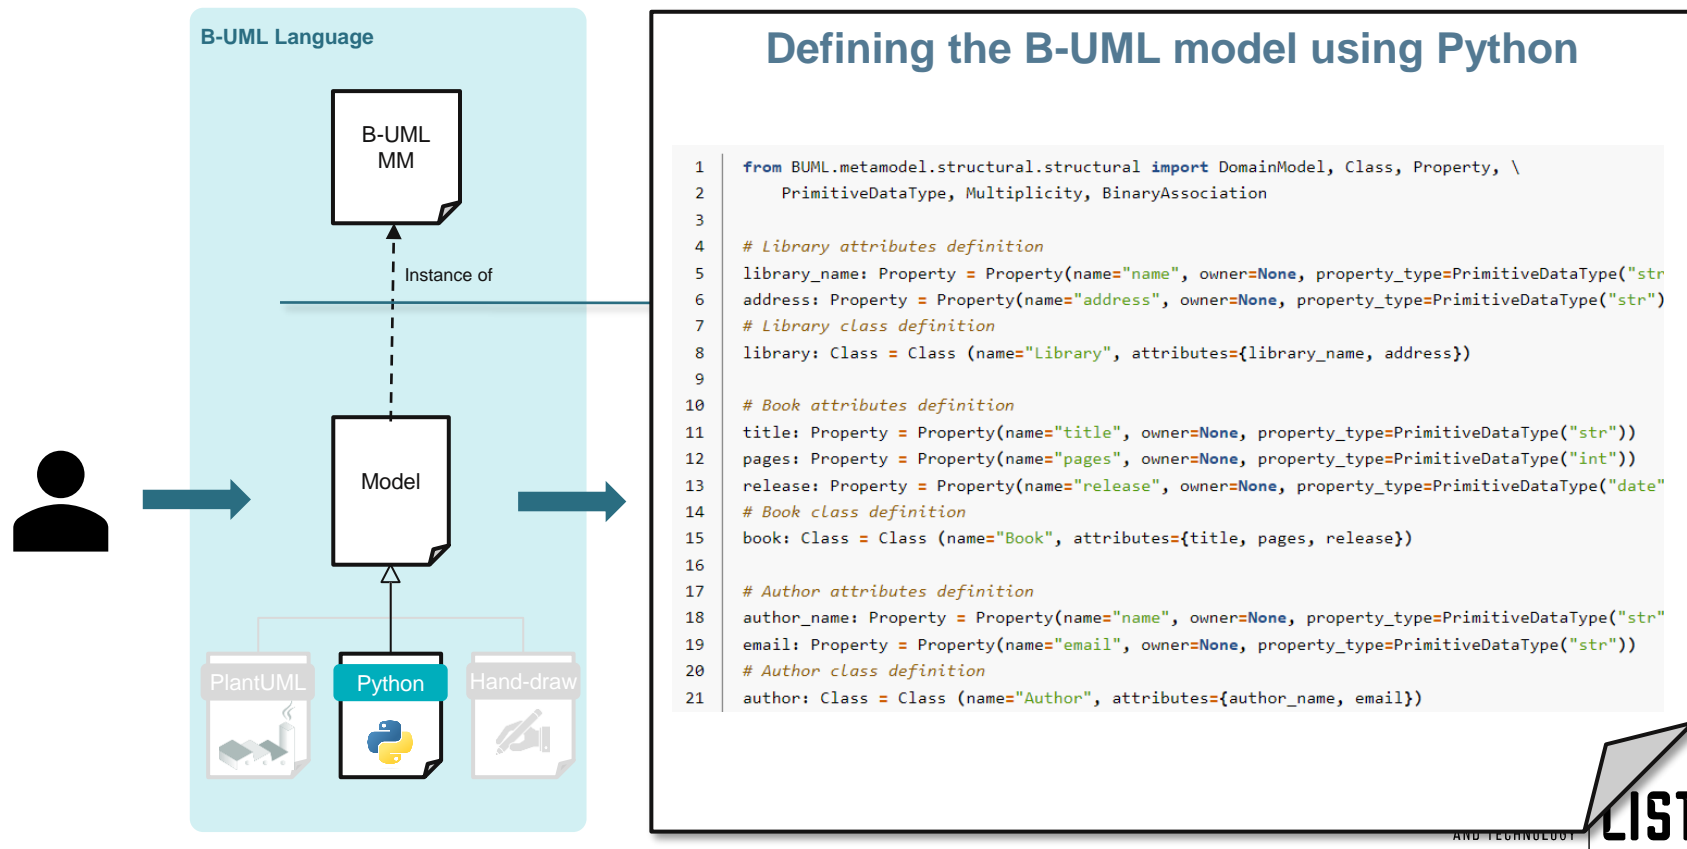 B-UML Language
B-UML
MM
Instance of
Model
PlantUML
Python
Hand-draw
Defining the B-UML model using Python
1 from BUML.metamodel.structural.structural import DomainModel, Class, Property, \
2 PrimitiveDataType, Multiplicity, BinaryAssociation
3
4 # Library attributes definition
5 library_name: Property = Property(name="name", owner=None, property_type=PrimitiveDataType("str
6 address: Property = Property(name="address", owner=None, property_type=PrimitiveDataType("str")
7 # Library class definition
8 library: Class = Class (name="Library", attributes={library_name, address})
9
10 # Book attributes definition
11 title: Property = Property(name="title", owner=None, property_type=PrimitiveDataType("str"))
12 pages: Property = Property(name="pages", owner=None, property_type=PrimitiveDataType("int"))
13 release: Property = Property(name="release", owner=None, property_type=PrimitiveDataType("date"
14 # Book class definition
15 book: Class = Class (name="Book", attributes={title, pages, release})
16
17 # Author attributes definition
18 author_name: Property = Property(name="name", owner=None, property_type=PrimitiveDataType("str"
19 email: Property = Property(name="email", owner=None, property_type=PrimitiveDataType("str"))
20 # Author class definition
21 author: Class = Class (name="Author", attributes={author_name, email})
AND TECHNOLOGY
LIST